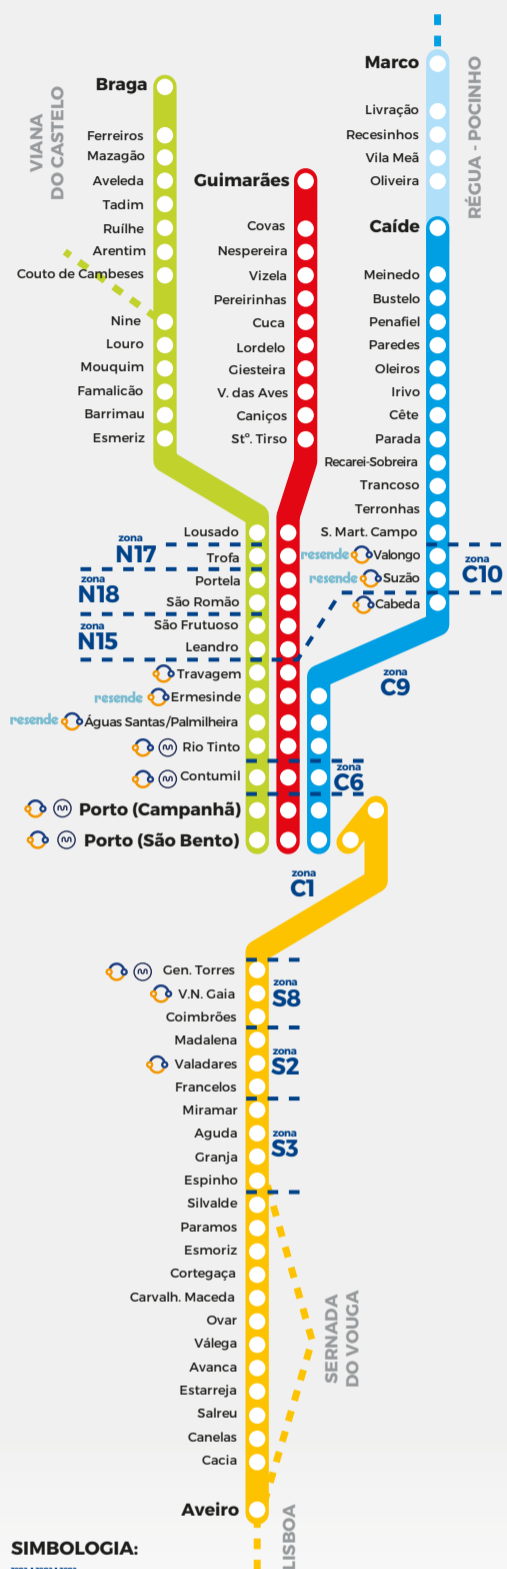 Braga
Ferreiros
Mazagão
Aveleda
Tadim
Ruílhe
Arentim
Couto de Cambeses
Nine
Louro
Mouquim
Famalicão
Barrimau
Esmeriz
VIANA
DO CASTELO
Guimarães
Covas
Nespereira
Vizela
Pereirinhas
Cuca
Lordelo
Giesteira
V. das Aves
Caniços
Stº. Tirso
Marco
Livração
Recesinhos
Vila Meã
Oliveira
Caíde
Meinedo
Bustelo
Penafiel
Paredes
Oleiros
Irivo
Cête
Parada
Recarei-Sobreira
Trancoso
Terronhas
S. Mart. Campo
resende Valongo
resende Suzão
Cabeda
RÉGUA - POCINHO
zona
C10
zona
C9
Lousado
Trofa
Portela
São Romão
São Frutuoso
Leandro
Travagem
resende Ermesinde
resende Águas Santas/Palmilheira
Rio Tinto
Contumil
Porto (Campanhã)
Porto (São Bento)
zona
N17
zona
N18
zona
N15
zona
C6
zona
C1
Gen. Torres
V.N. Gaia
Coimbrões
Madalena
Valadares
Francelos
Miramar
Aguda
Granja
Espinho
Silvalde
Paramos
Esmoriz
Cortegaça
Carvalh. Maceda
Ovar
Válega
Avanca
Estarreja
Salreu
Canelas
Cacia
Aveiro
zona
S8
zona
S2
zona
S3
SERNADA
DO VOUGA
LISBOA
SIMBOLOGIA: